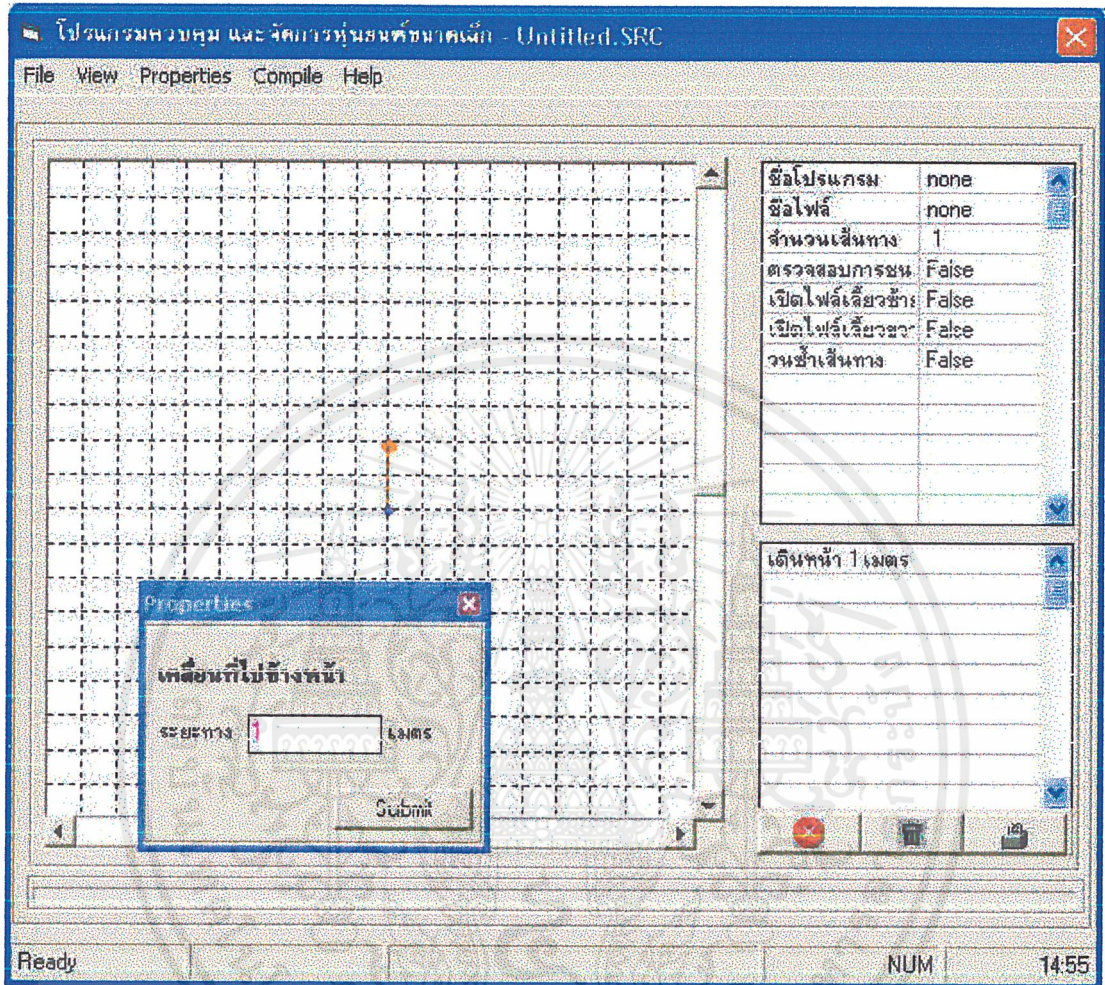 โปรแกรมควบคุม และจัดการหุ่นยนต์ขนาดเล็ก - Untitled.SRC
File View Properties Compile Help
ชื่อโปรแกรม none
ชื่อไฟล์ none
จำนวนเส้นทาง 1
ตรวจสอบการชน False
เปิดไฟล์เลี้ยวซ้าย False
เปิดไฟล์เลี้ยวขวา False
วนซ้ำเส้นทาง False
เดินหน้า 1 เมตร
Properties
เคลื่อนที่ไปข้างหน้า
ระยะทาง 1 เมตร
Submit
Ready NUM 14:55